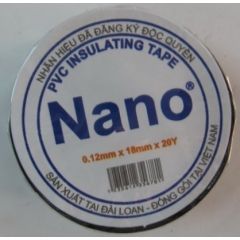 NHÃN HIỆU ĐÃ ĐĂNG KÝ ĐỘC QUYỀN
PVC INSULATING TAPE
Nano®
0.12mm x 18mm x 20Y
SẢN XUẤT TẠI ĐÀI LOAN - ĐÓNG GÓI TẠI VIỆT NAM